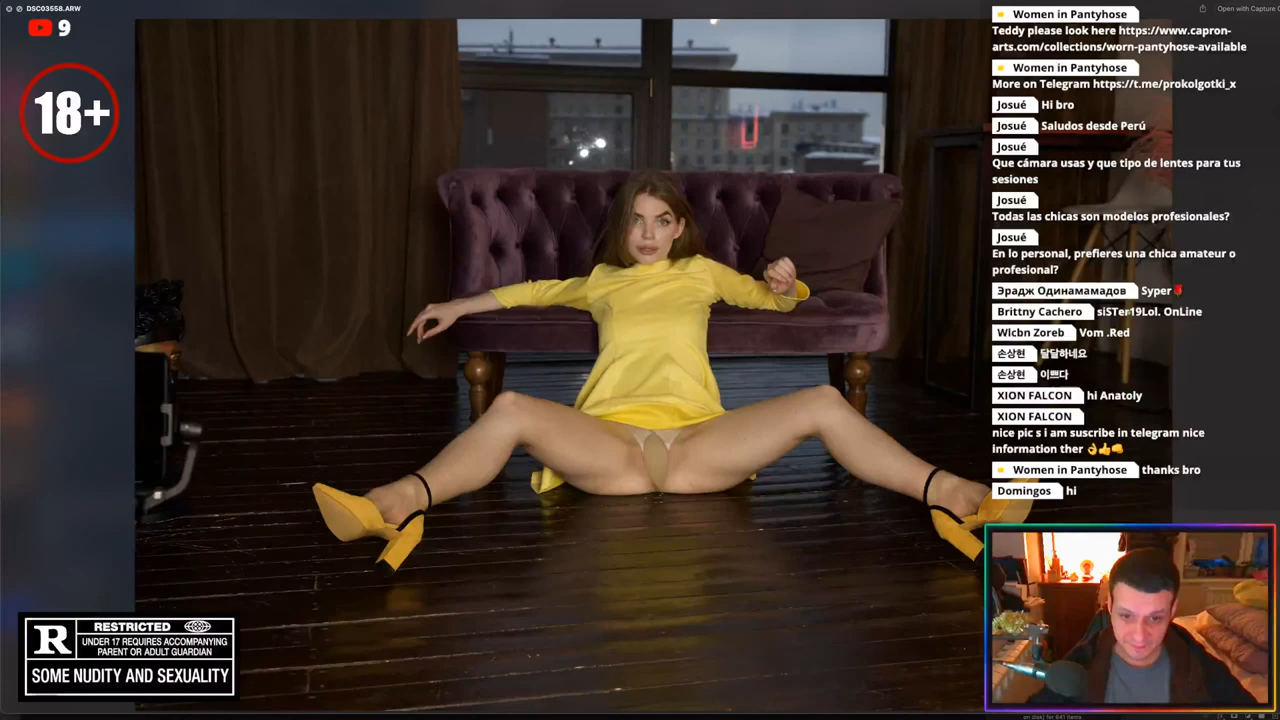 DSC03558.ARW
Open with Capture
9
18+
Women in Pantyhose
Teddy please look here https://www.capron-
arts.com/collections/worn-pantyhose-available
Women in Pantyhose
More on Telegram https://t.me/prokolgotki_x
Josué Hi bro
Josué Saludos desde Perú
Josué
Que cámara usas y que tipo de lentes para tus
sesiones
Josué
Todas las chicas son modelos profesionales?
Josué
En lo personal, prefieres una chica amateur o
profesional?
Эрадж Одинамамадов Syper
Brittny Cachero siSTer19Lol. OnLine
Wlcbn Zoreb Vom .Red
손상현 달달하네요
손상현 이쁘다
XION FALCON hi Anatoly
XION FALCON
nice pic s i am suscribe in telegram nice
information ther
Women in Pantyhose thanks bro
Domingos hi
R RESTRICTED
UNDER 17 REQUIRES ACCOMPANYING
PARENT OR ADULT GUARDIAN
SOME NUDITY AND SEXUALITY